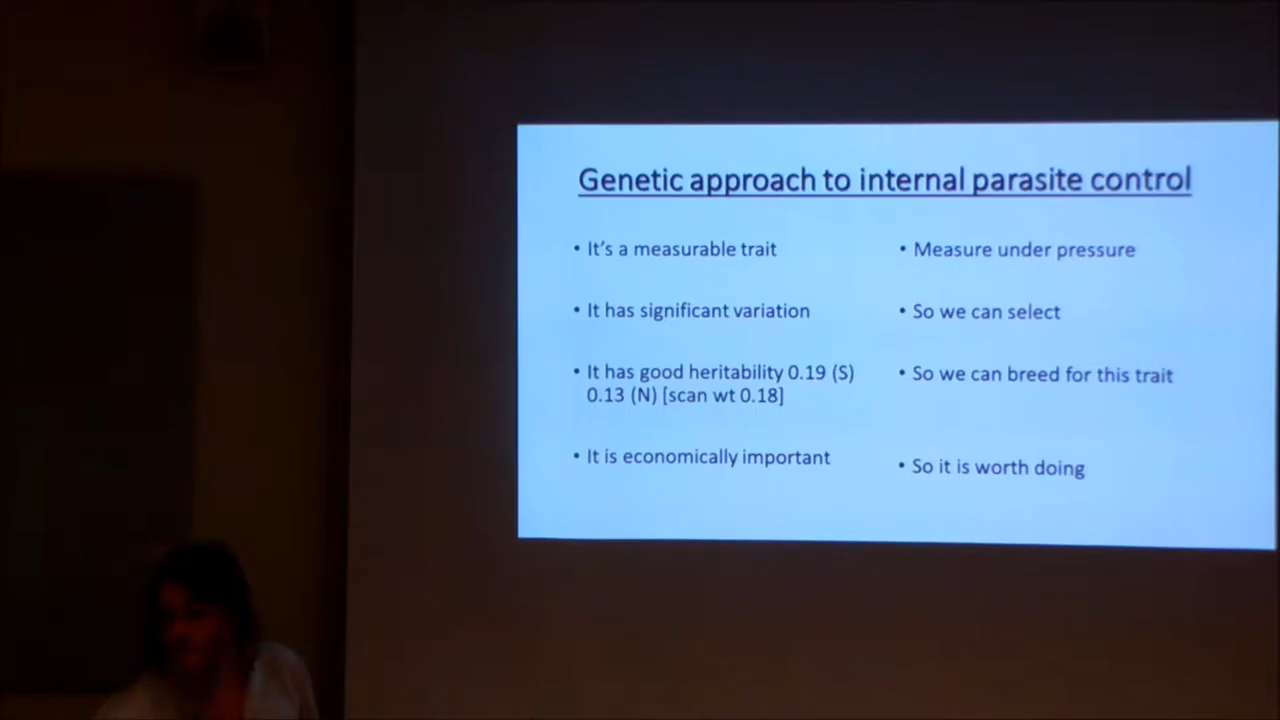 Genetic approach to internal parasite control
• It's a measurable trait
• It has significant variation
• It has good heritability 0.19 (S)
0.13 (N) [scan wt 0.18]
• It is economically important
• Measure under pressure
• So we can select
• So we can breed for this trait
• So it is worth doing